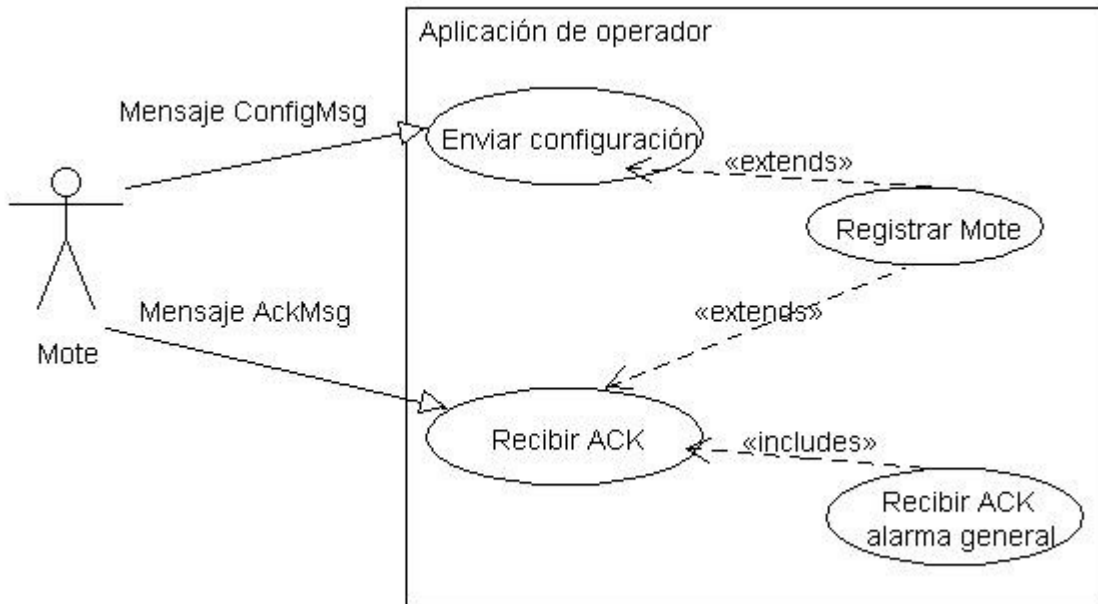 Aplicación de operador
Mensaje ConfigMsg
Enviar configuración
«extends»
Registrar Mote
Mensaje AckMsg
«extends»
Mote
Recibir ACK
«includes»
Recibir ACK
alarma general